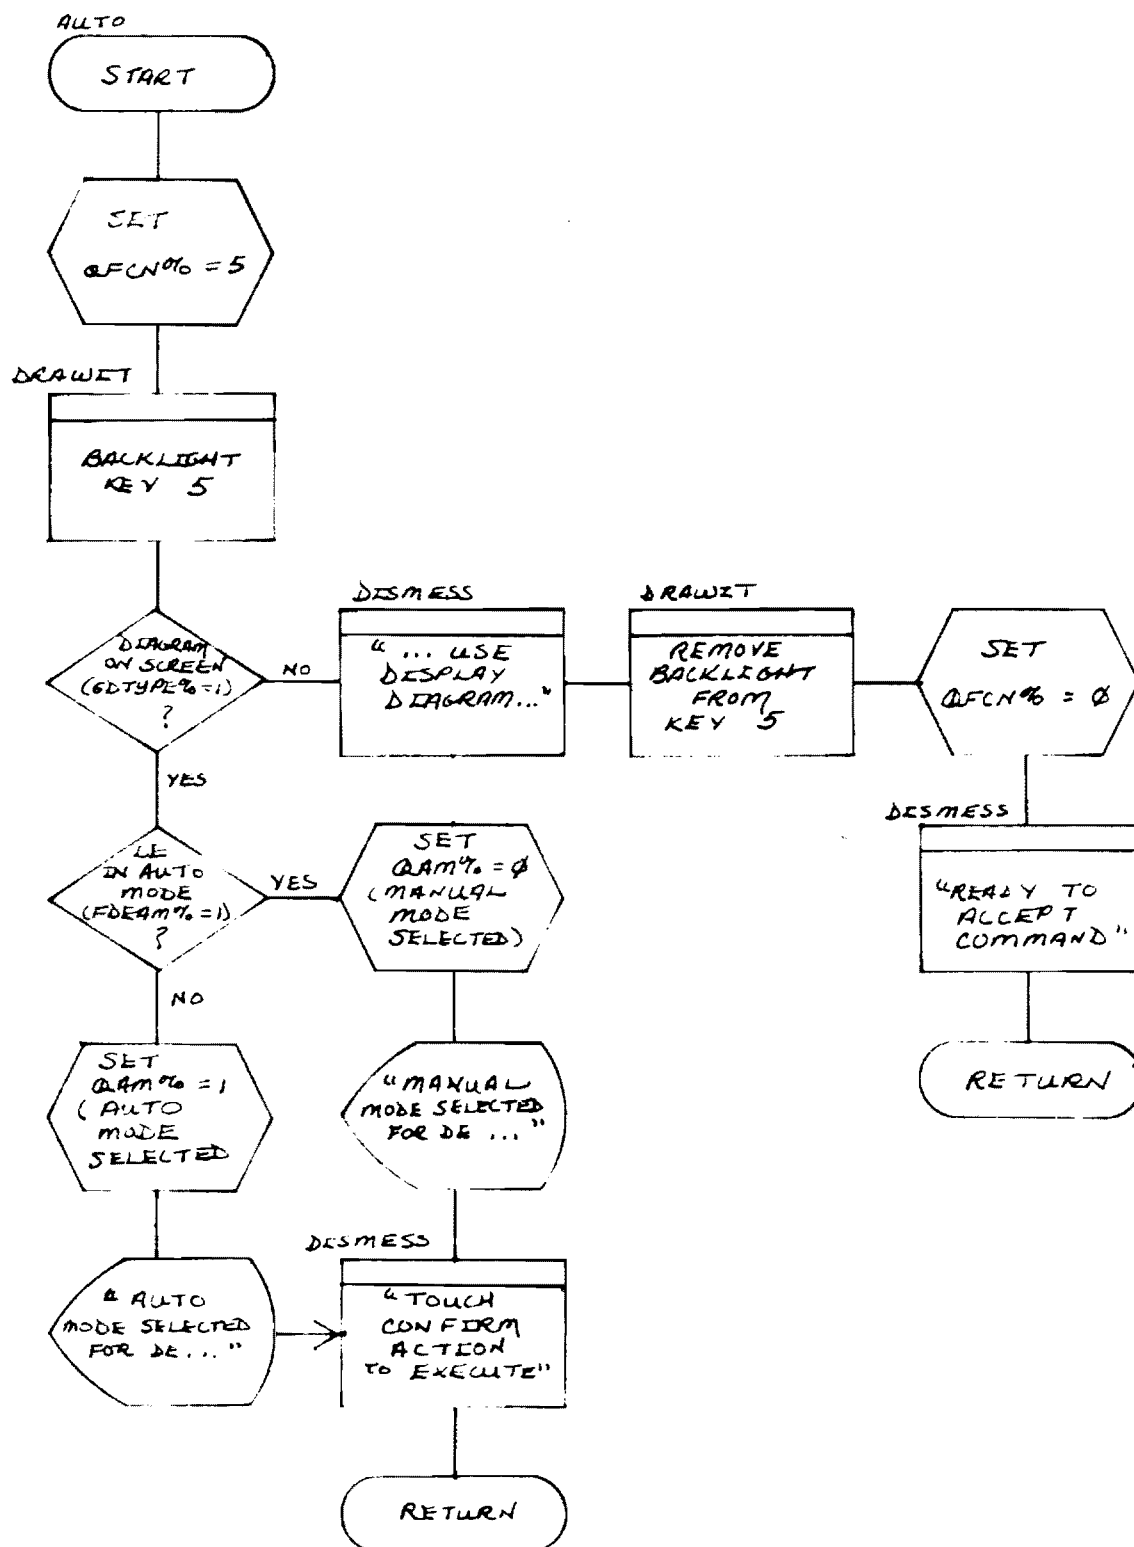 AUTO
START
SET
QFCN% = 5
DRAWIT
BACKLIGHT
KEY 5
DIAGRAM
ON SCREEN
(GDTYPE%=1)
?
NO
DISMESS
"... USE
DISPLAY
DIAGRAM..."
DRAWIT
REMOVE
BACKLIGHT
FROM
KEY 5
SET
QFCN% = Ø
YES
DISMESS
"READY TO
ACCEPT
COMMAND"
RETURN
IN AUTO
MODE
(FDEAM%=1)
?
YES
SET
QAM% = Ø
(MANUAL
MODE
SELECTED)
NO
SET
QAM% = 1
(AUTO
MODE
SELECTED
"MANUAL
MODE SELECTED
FOR DE ..."
"AUTO
MODE SELECTED
FOR DE..."
DISMESS
"TOUCH
CONFIRM
ACTION
TO EXECUTE"
RETURN